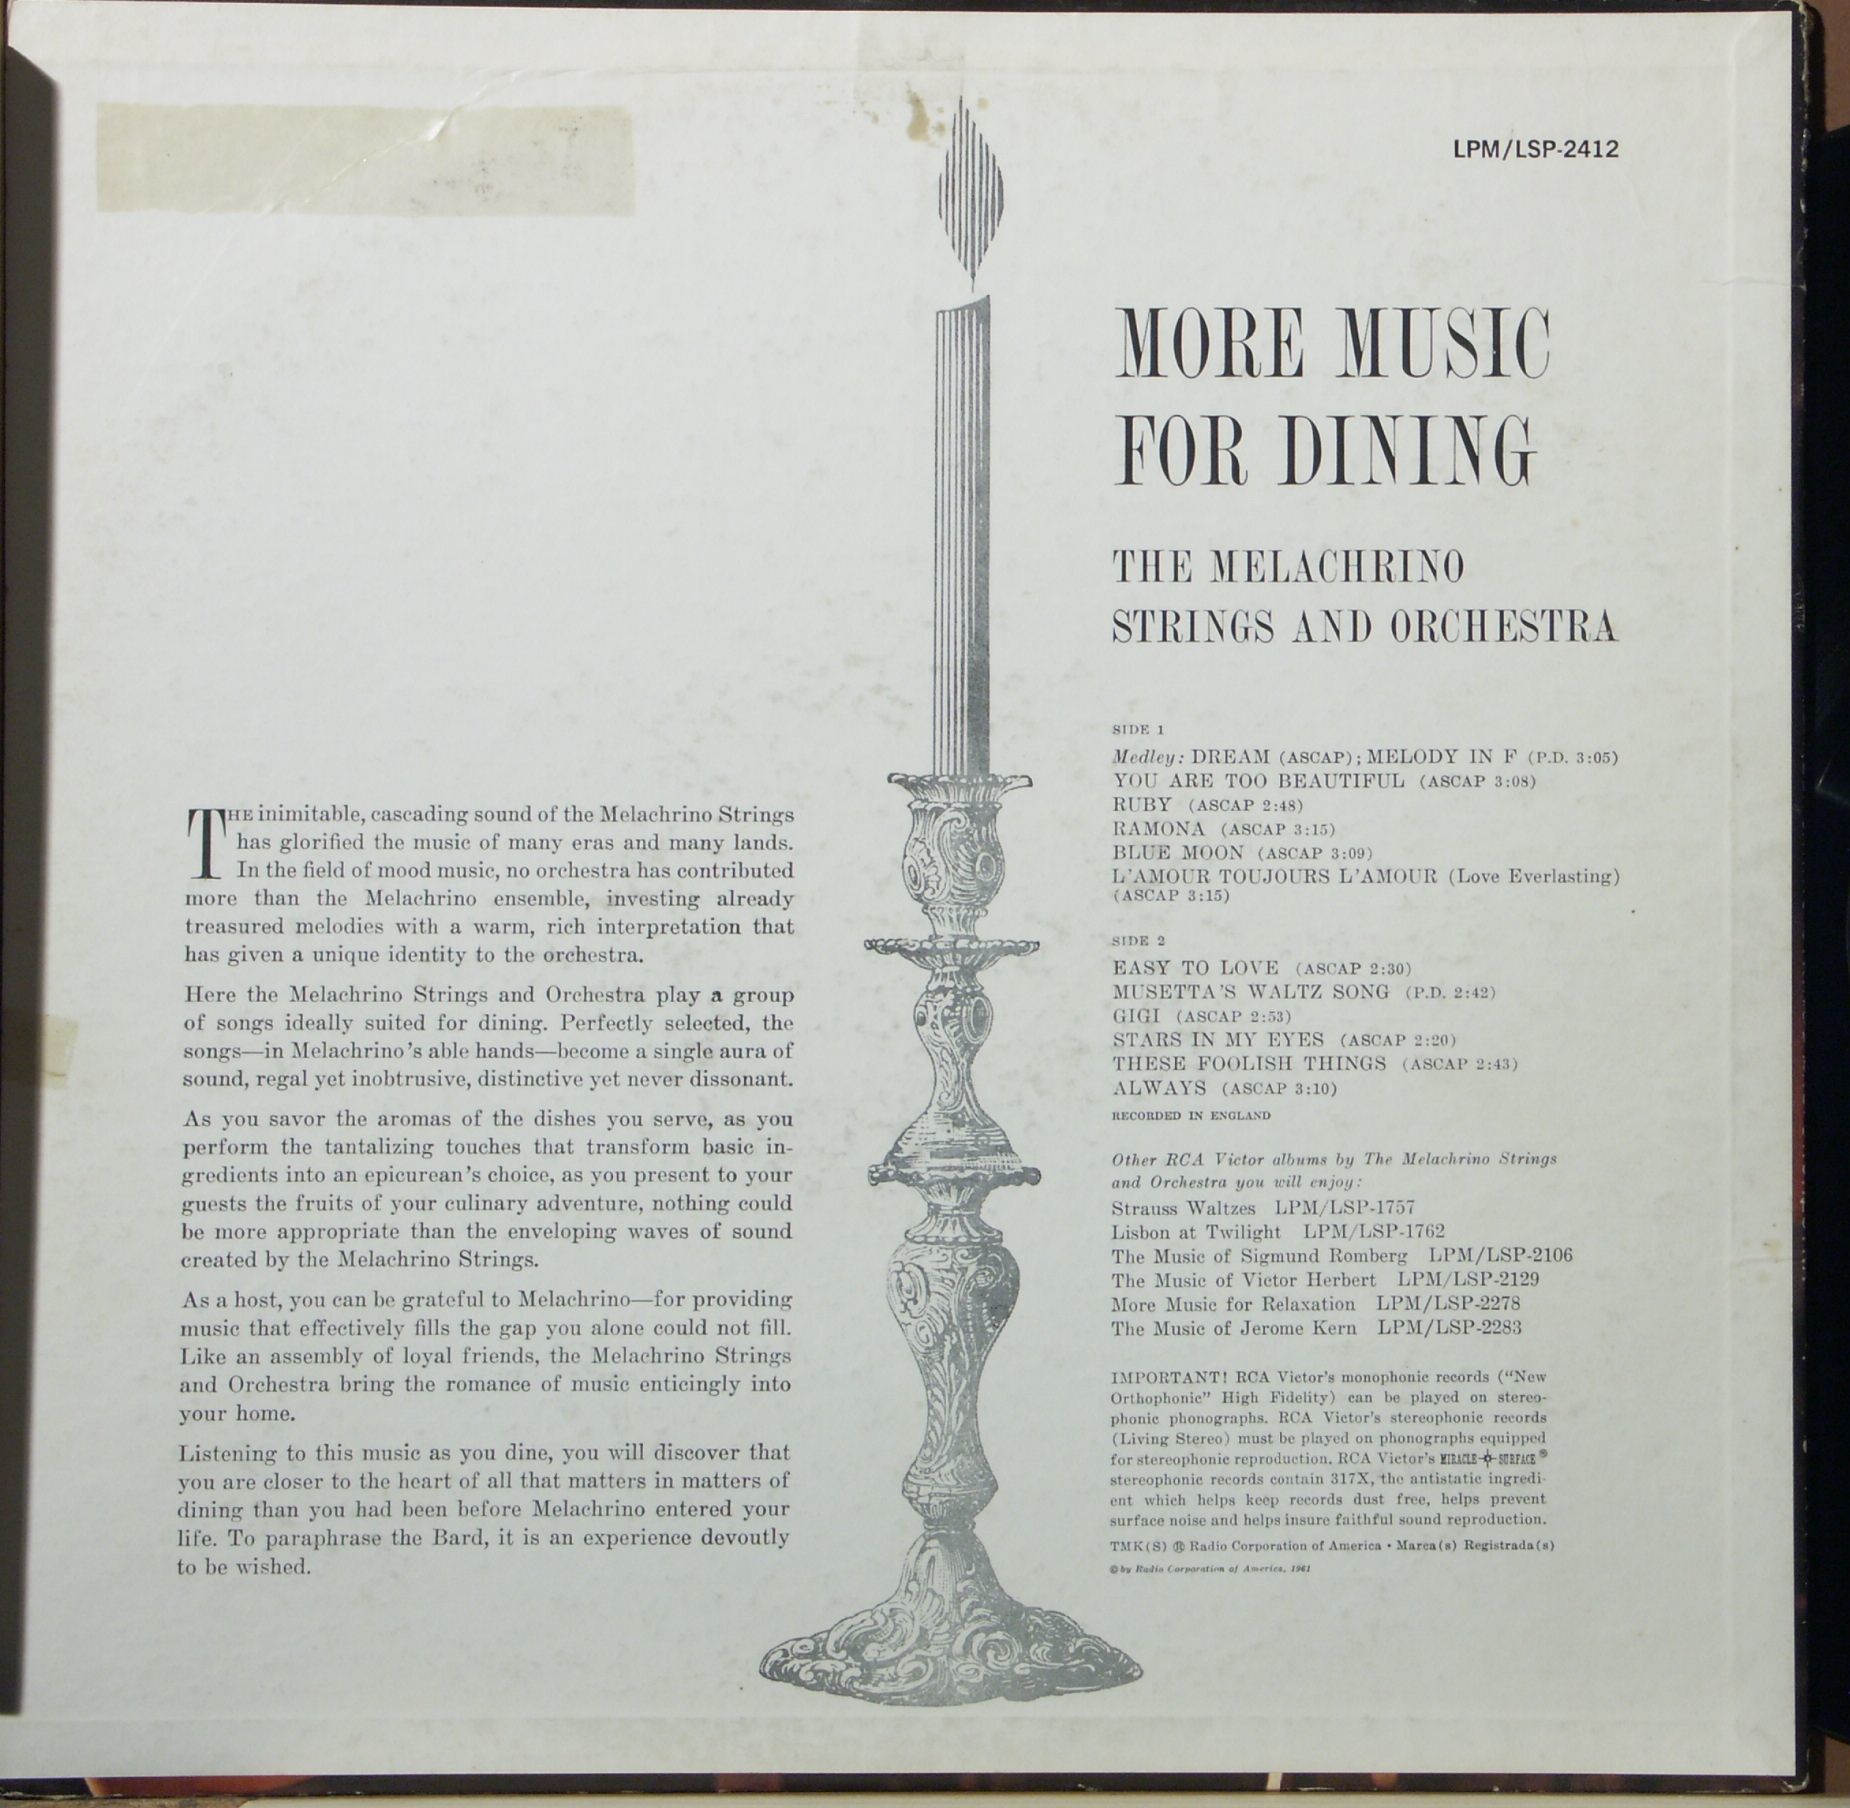 LPM/LSP-2412
MORE MUSIC
FOR DINING
THE MELACHRINO
STRINGS AND ORCHESTRA
SIDE 1
Medley: DREAM (ASCAP); MELODY IN F (P.D. 3:05)
YOU ARE TOO BEAUTIFUL (ASCAP 3:08)
RUBY (ASCAP 2:48)
RAMONA (ASCAP 3:15)
BLUE MOON (ASCAP 3:09)
L'AMOUR TOUJOURS L'AMOUR (Love Everlasting)
(ASCAP 3:15)
SIDE 2
EASY TO LOVE (ASCAP 2:30)
MUSETTA'S WALTZ SONG (P.D. 2:42)
GIGI (ASCAP 2:53)
STARS IN MY EYES (ASCAP 2:20)
THESE FOOLISH THINGS (ASCAP 2:43)
ALWAYS (ASCAP 3:10)
RECORDED IN ENGLAND
Other RCA Victor albums by The Melachrino Strings
and Orchestra you will enjoy:
Strauss Waltzes LPM/LSP-1757
Lisbon at Twilight LPM/LSP-1762
The Music of Sigmund Romberg LPM/LSP-2106
The Music of Victor Herbert LPM/LSP-2129
More Music for Relaxation LPM/LSP-2278
The Music of Jerome Kern LPM/LSP-2283
IMPORTANT! RCA Victor's monophonic records ("New
Orthophonic" High Fidelity) can be played on stereo-
phonic phonographs. RCA Victor's stereophonic records
(Living Stereo) must be played on phonographs equipped
for stereophonic reproduction. RCA Victor's MIRACLE SURFACE®
stereophonic records contain 317X, the antistatic ingredi-
ent which helps keep records dust free, helps prevent
surface noise and helps insure faithful sound reproduction.
TMK(S) ® Radio Corporation of America • Marca(s) Registrada(s)
© by Radio Corporation of America, 1961
THE inimitable, cascading sound of the Melachrino Strings
has glorified the music of many eras and many lands.
In the field of mood music, no orchestra has contributed
more than the Melachrino ensemble, investing already
treasured melodies with a warm, rich interpretation that
has given a unique identity to the orchestra.
Here the Melachrino Strings and Orchestra play a group
of songs ideally suited for dining. Perfectly selected, the
songs—in Melachrino's able hands—become a single aura of
sound, regal yet inobtrusive, distinctive yet never dissonant.
As you savor the aromas of the dishes you serve, as you
perform the tantalizing touches that transform basic in-
gredients into an epicurean's choice, as you present to your
guests the fruits of your culinary adventure, nothing could
be more appropriate than the enveloping waves of sound
created by the Melachrino Strings.
As a host, you can be grateful to Melachrino—for providing
music that effectively fills the gap you alone could not fill.
Like an assembly of loyal friends, the Melachrino Strings
and Orchestra bring the romance of music enticingly into
your home.
Listening to this music as you dine, you will discover that
you are closer to the heart of all that matters in matters of
dining than you had been before Melachrino entered your
life. To paraphrase the Bard, it is an experience devoutly
to be wished.